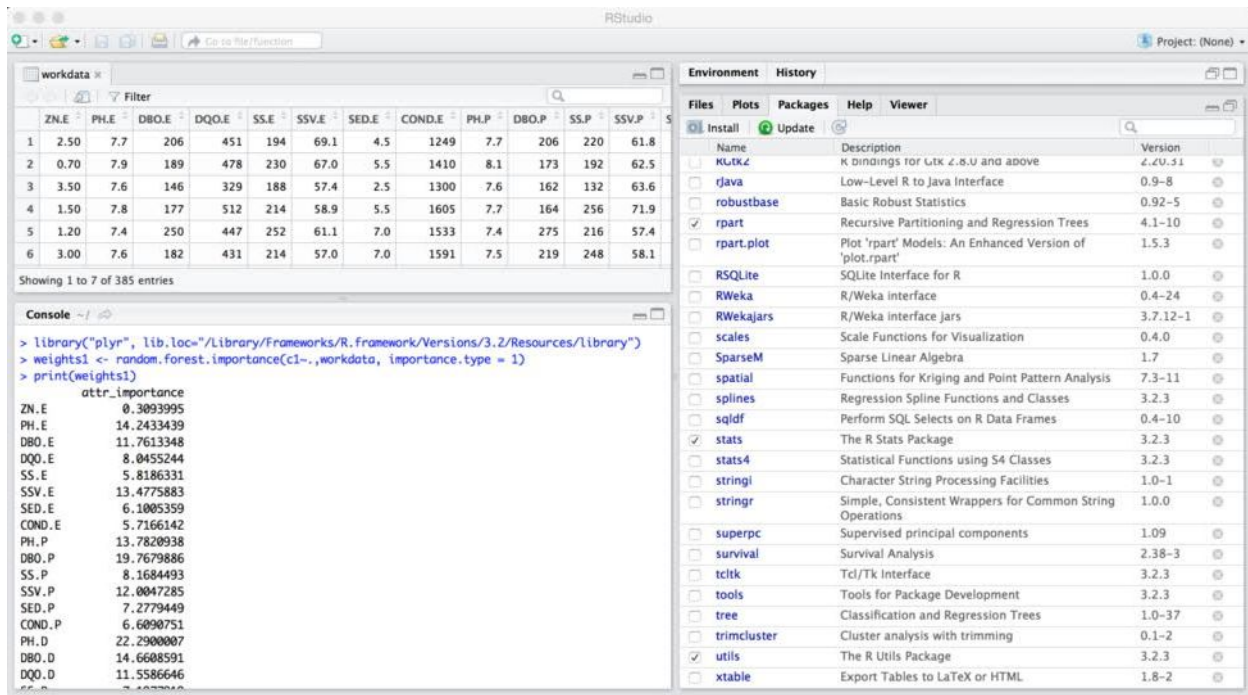 RStudio
Go to file/function
Project: (None)
workdata
Filter
ZN.E PH.E DBO.E DQO.E SS.E SSV.E SED.E COND.E PH.P DBO.P SS.P SSV.P S
1 2.50 7.7 206 451 194 69.1 4.5 1249 7.7 206 220 61.8
2 0.70 7.9 189 478 230 67.0 5.5 1410 8.1 173 192 62.5
3 3.50 7.6 146 329 188 57.4 2.5 1300 7.6 162 132 63.6
4 1.50 7.8 177 512 214 58.9 5.5 1605 7.7 164 256 71.9
5 1.20 7.4 250 447 252 61.1 7.0 1533 7.4 275 216 57.4
6 3.00 7.6 182 431 214 57.0 7.0 1591 7.5 219 248 58.1
Showing 1 to 7 of 385 entries
Console ~/
> library("plyr", lib.loc="/Library/Frameworks/R.framework/Versions/3.2/Resources/library")
> weights1 <- random.forest.importance(c1~.,workdata, importance.type = 1)
> print(weights1)
attr_importance
ZN.E 0.3093995
PH.E 14.2433439
DBO.E 11.7613348
DQO.E 8.0455244
SS.E 5.8186331
SSV.E 13.4775883
SED.E 6.1005359
COND.E 5.7166142
PH.P 13.7820938
DBO.P 19.7679886
SS.P 8.1684493
SSV.P 12.0047285
SED.P 7.2779449
COND.P 6.6090751
PH.D 22.2900007
DBO.D 14.6608591
DQO.D 11.5586646
Environment History
Files Plots Packages Help Viewer
Install Update
Name Description Version
RGtk2 R bindings for Gtk 2.8.0 and above 2.20.31
rJava Low-Level R to Java Interface 0.9-8
robustbase Basic Robust Statistics 0.92-5
rpart Recursive Partitioning and Regression Trees 4.1-10
rpart.plot Plot 'rpart' Models: An Enhanced Version of 1.5.3
'plot.rpart'
RSQLite SQLite Interface for R 1.0.0
RWeka R/Weka interface 0.4-24
RWekajars R/Weka interface jars 3.7.12-1
scales Scale Functions for Visualization 0.4.0
SparseM Sparse Linear Algebra 1.7
spatial Functions for Kriging and Point Pattern Analysis 7.3-11
splines Regression Spline Functions and Classes 3.2.3
sqldf Perform SQL Selects on R Data Frames 0.4-10
stats The R Stats Package 3.2.3
stats4 Statistical Functions using S4 Classes 3.2.3
stringi Character String Processing Facilities 1.0-1
stringr Simple, Consistent Wrappers for Common String 1.0.0
Operations
superpc Supervised principal components 1.09
survival Survival Analysis 2.38-3
tcltk Tcl/Tk Interface 3.2.3
tools Tools for Package Development 3.2.3
tree Classification and Regression Trees 1.0-37
trimcluster Cluster analysis with trimming 0.1-2
utils The R Utils Package 3.2.3
xtable Export Tables to LaTeX or HTML 1.8-2